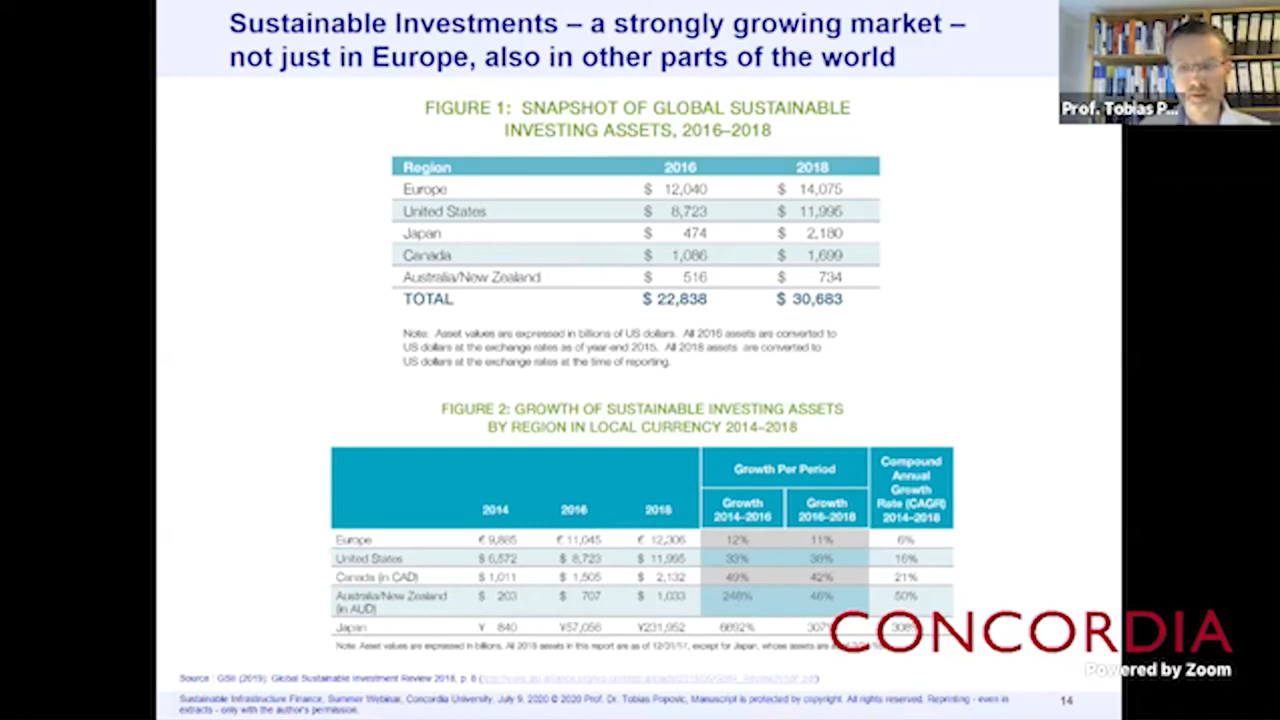 Sustainable Investments – a strongly growing market –
not just in Europe, also in other parts of the world
Prof. Tobias P...
FIGURE 1: SNAPSHOT OF GLOBAL SUSTAINABLE
INVESTING ASSETS, 2016–2018
Region 2016 2018
Europe $ 12,040 $ 14,075
United States $ 8,723 $ 11,995
Japan $ 474 $ 2,180
Canada $ 1,086 $ 1,699
Australia/New Zealand $ 516 $ 734
TOTAL $ 22,838 $ 30,683
Note: Asset values are expressed in billions of US dollars. All 2016 assets are converted to
US dollars at the exchange rates as of year-end 2015. All 2018 assets are converted to
US dollars at the exchange rates at the time of reporting.
FIGURE 2: GROWTH OF SUSTAINABLE INVESTING ASSETS
BY REGION IN LOCAL CURRENCY 2014–2018
Growth Per Period
Compound
Annual
Growth
Rate (CAGR)
2014–2018
2014 2016 2018
Growth
2014–2016
Growth
2016–2018
Europe € 9,885 € 11,045 € 12,306 12% 11% 6%
United States $ 6,572 $ 8,723 $ 11,995 33% 38% 16%
Canada (in CAD) $ 1,011 $ 1,505 $ 2,132 49% 42% 21%
Australia/New Zealand
(in AUD) $ 203 $ 707 $ 1,033 248% 46% 50%
Japan ¥ 840 ¥57,056 ¥231,952 6692% 307% 308%
Note: Asset values are expressed in billions. All 2018 assets in this report are as of 12/31/17, except for Japan, whose assets are as
CONCORDIA
Powered by Zoom
Source : GSII (2019): Global Sustainable Investment Review 2018, p. 8
Sustainable Infrastructure Finance, Summer Webinar, Concordia University, July 9, 2020 © 2020 Prof. Dr. Tobias Popovic, Manuscript is protected by copyright. All rights reserved. Reprinting - even in
extracts - only with the author's permission.
14